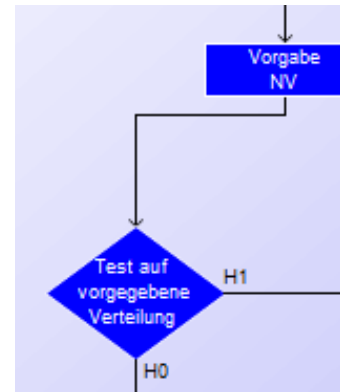 Vorgabe
NV
Test auf
vorgegebene
Verteilung
H1
H0